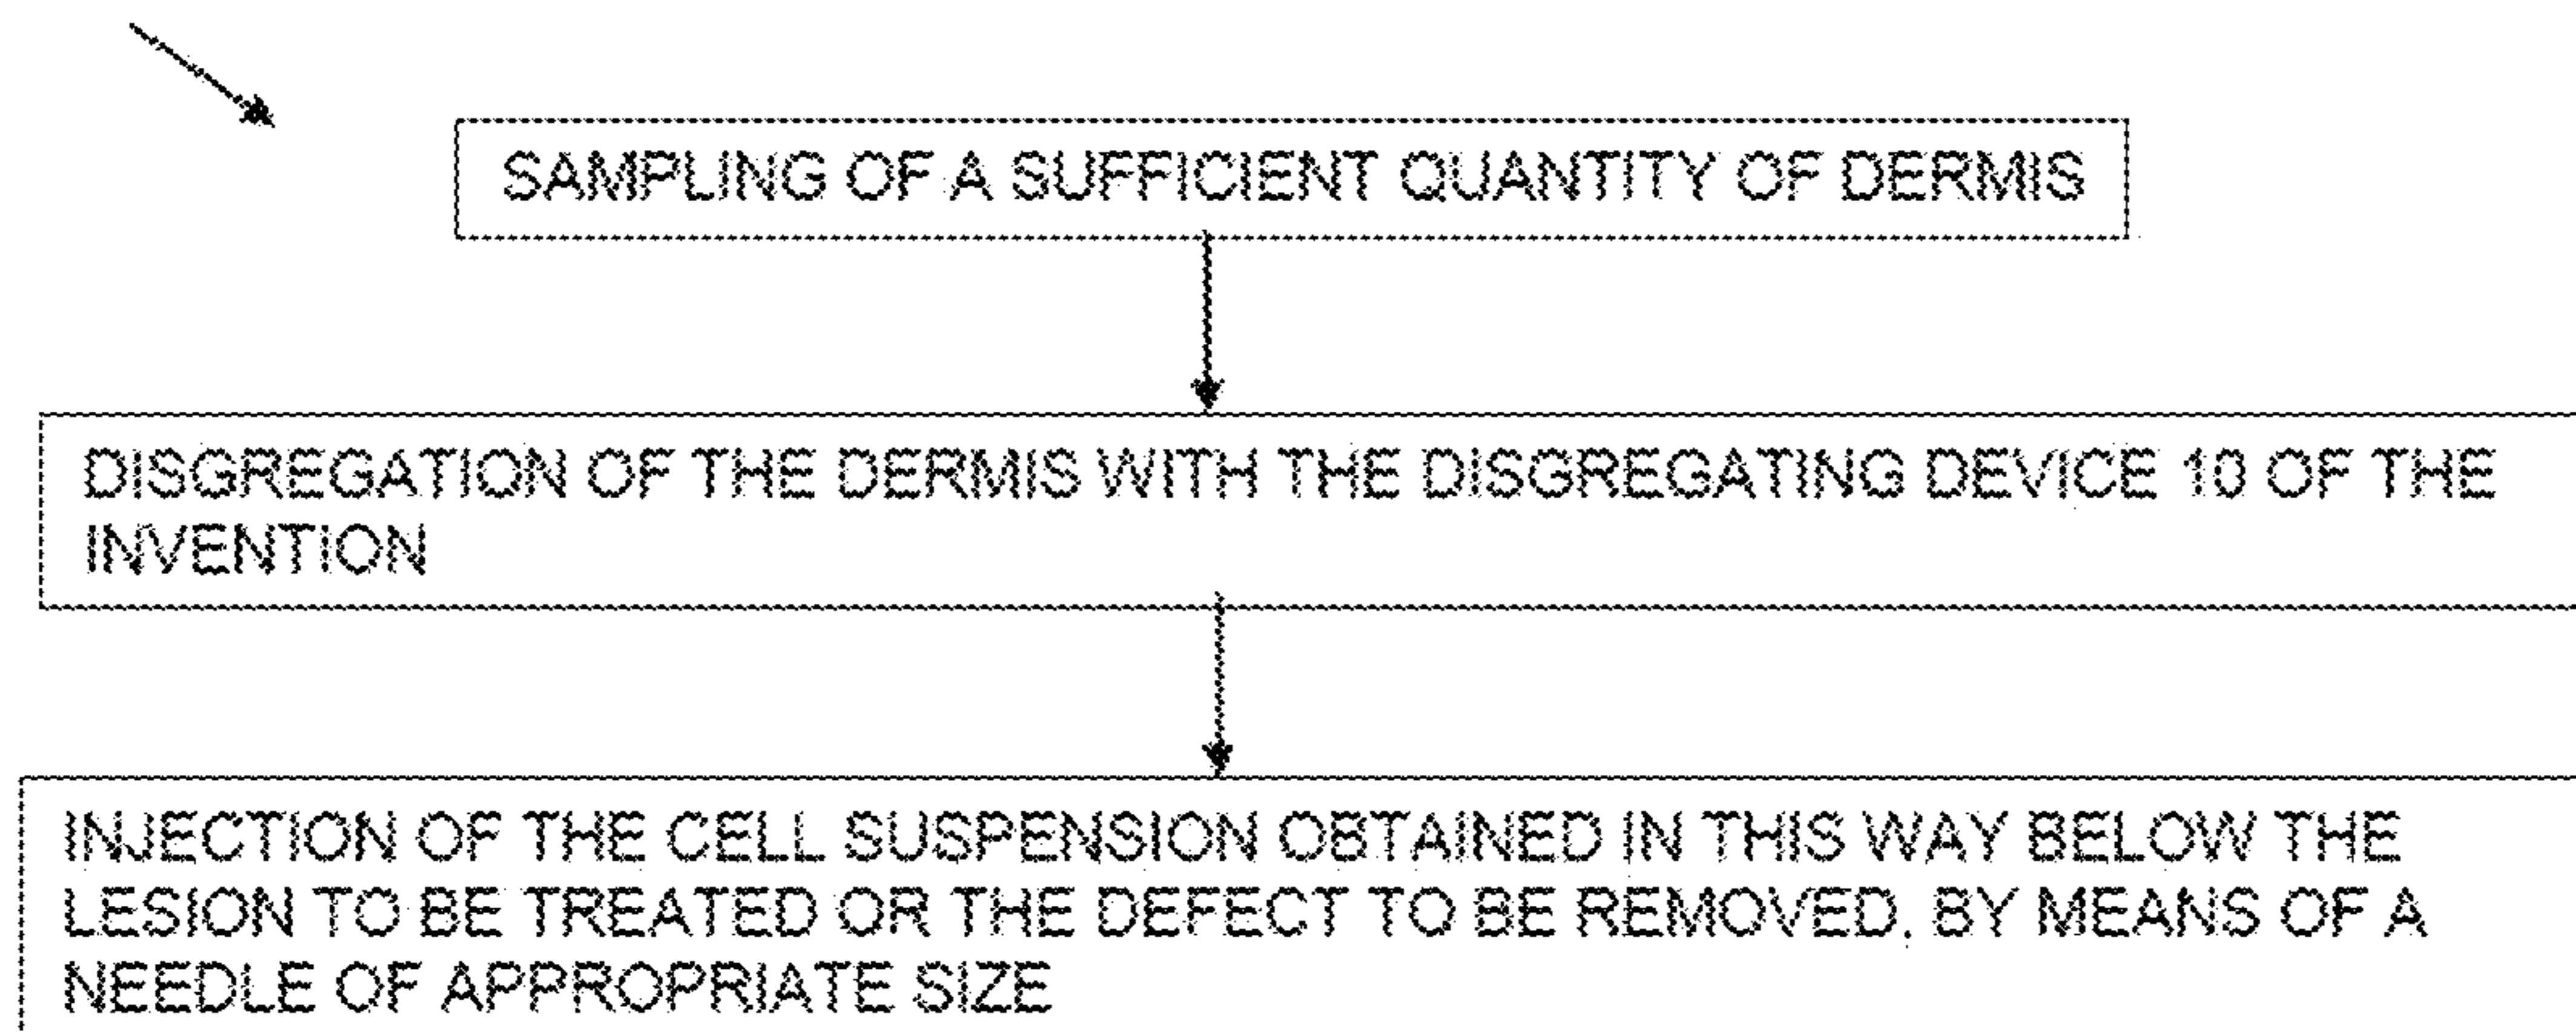 SAMPLING OF A SUFFICIENT QUANTITY OF DERMIS
DISGREGATION OF THE DERMIS WITH THE DISGREGATING DEVICE 10 OF THE
INVENTION
INJECTION OF THE CELL SUSPENSION OBTAINED IN THIS WAY BELOW THE
LESION TO BE TREATED OR THE DEFECT TO BE REMOVED, BY MEANS OF A
NEEDLE OF APPROPRIATE SIZE